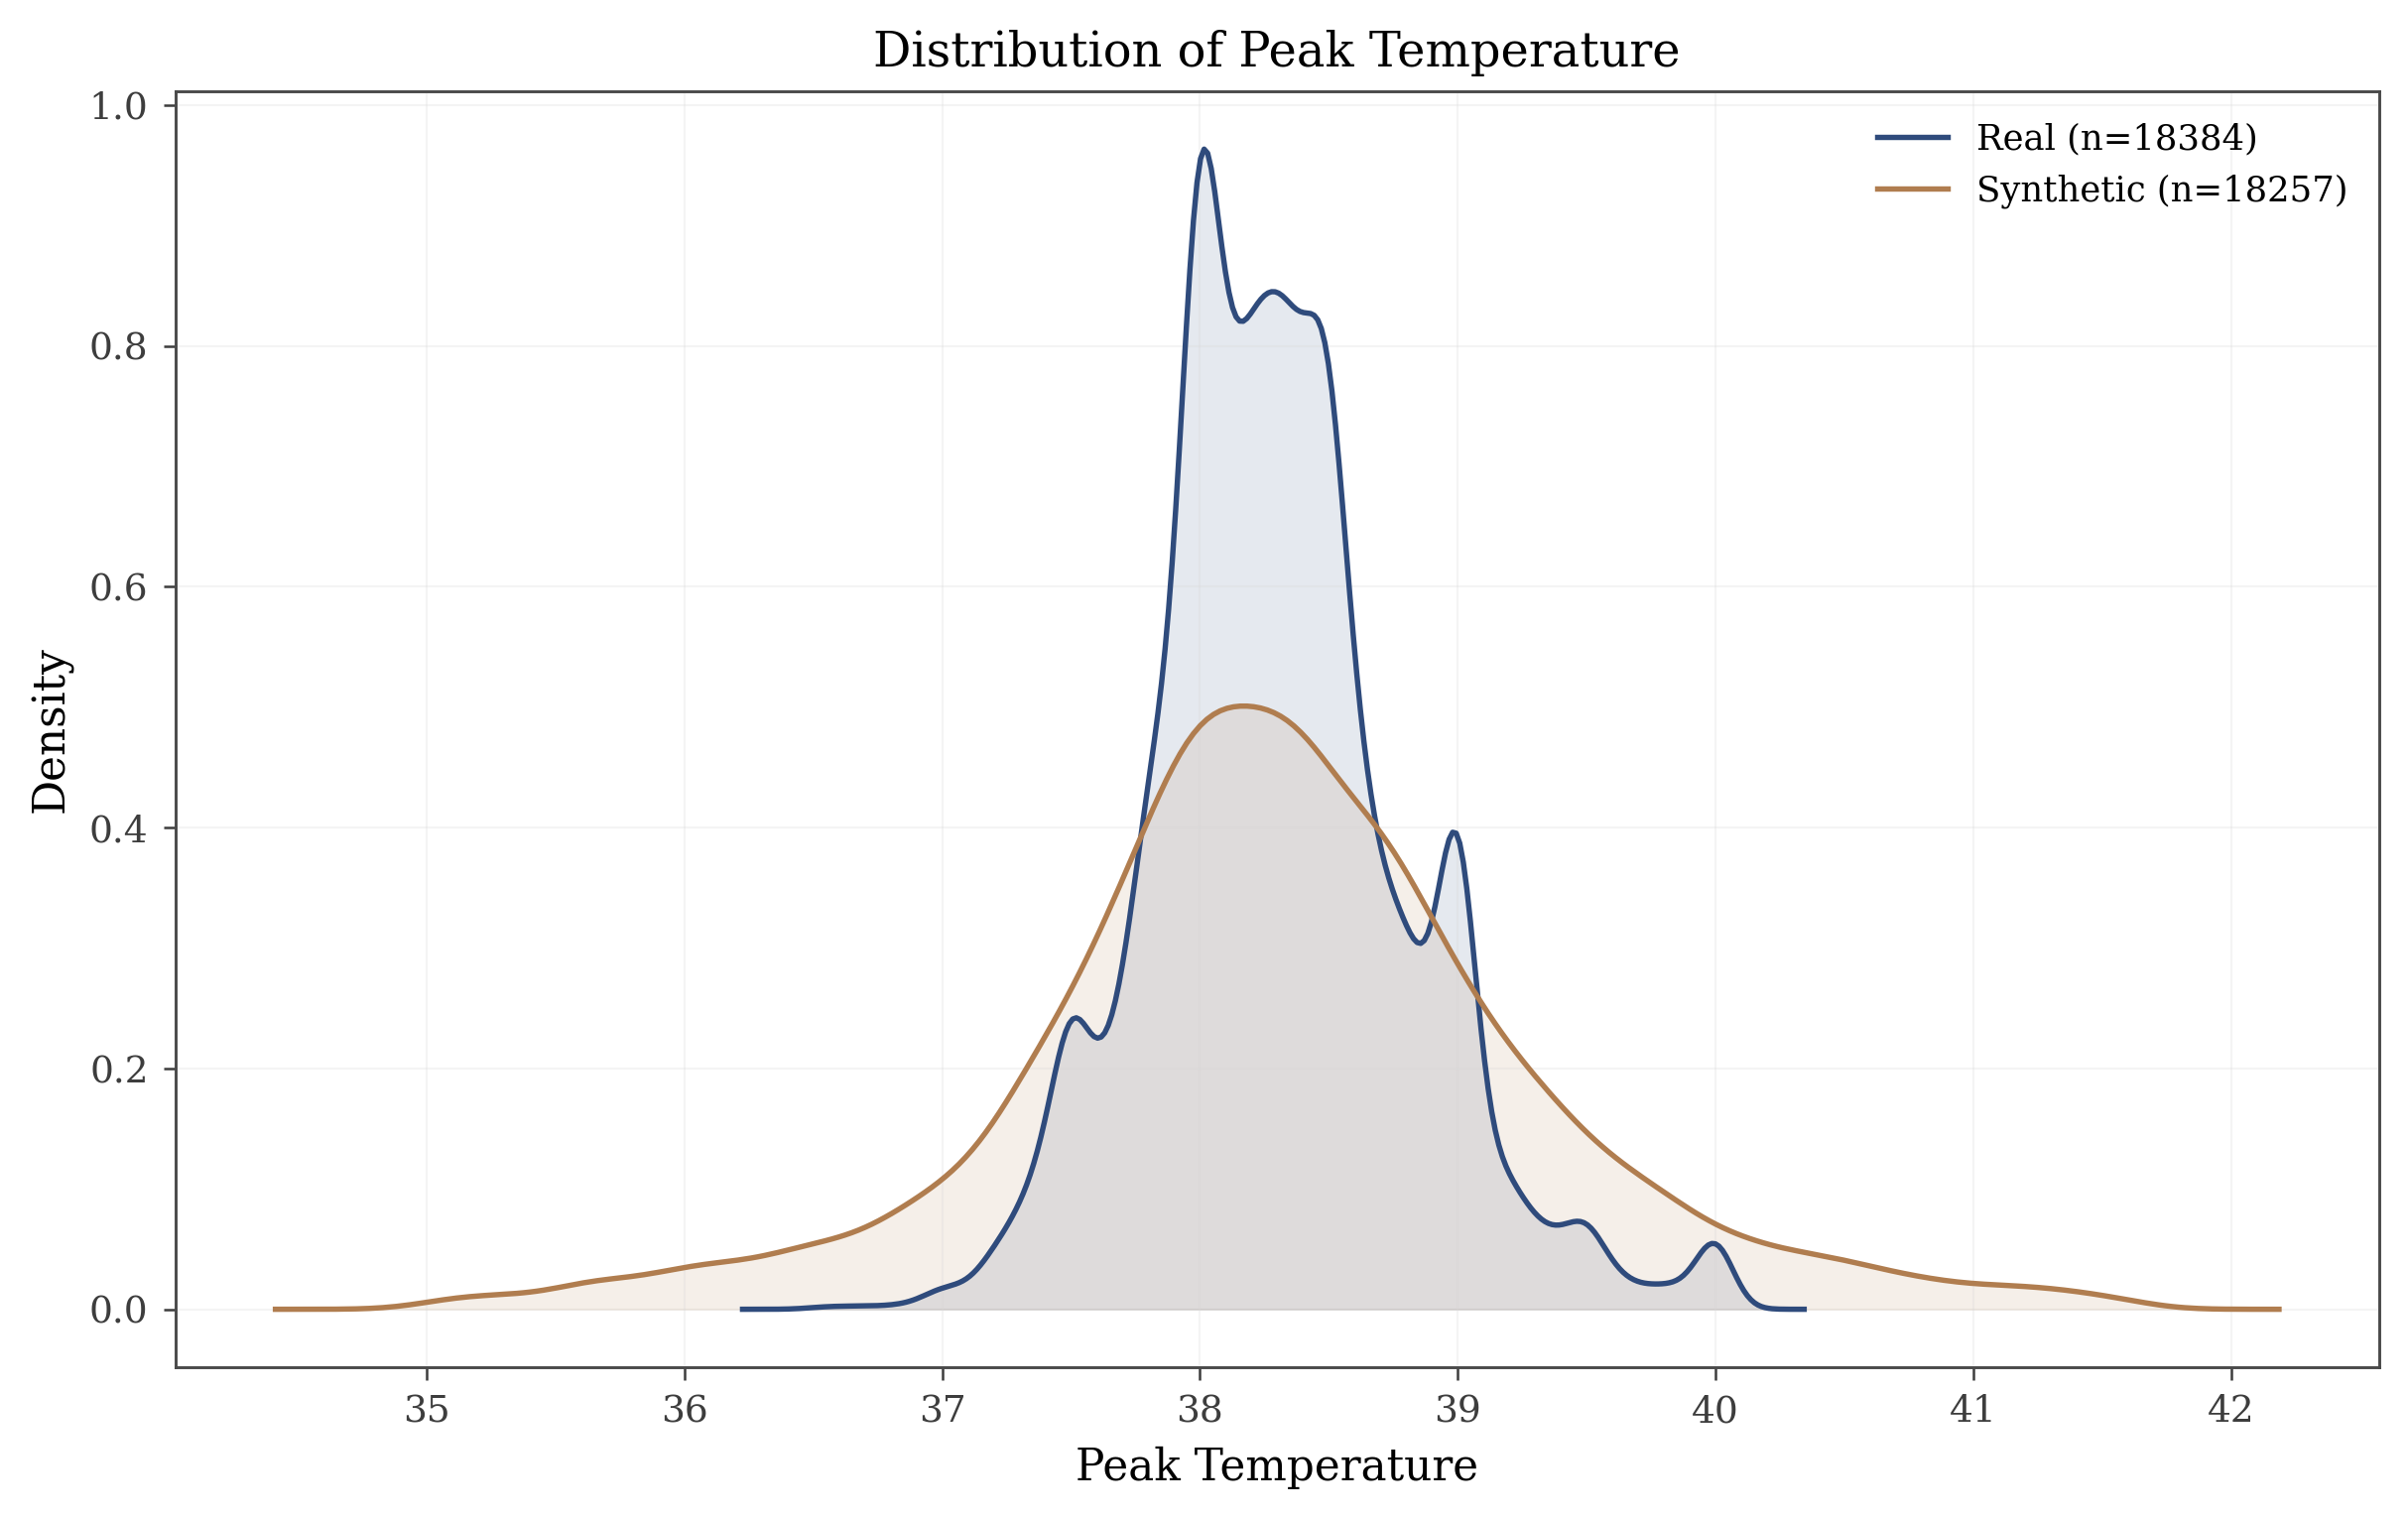 Distribution of Peak Temperature
1.0
0.8
0.6
0.4
0.2
0.0
Density
Real (n=18384)
Synthetic (n=18257)
35 36 37 38 39 40 41 42
Peak Temperature